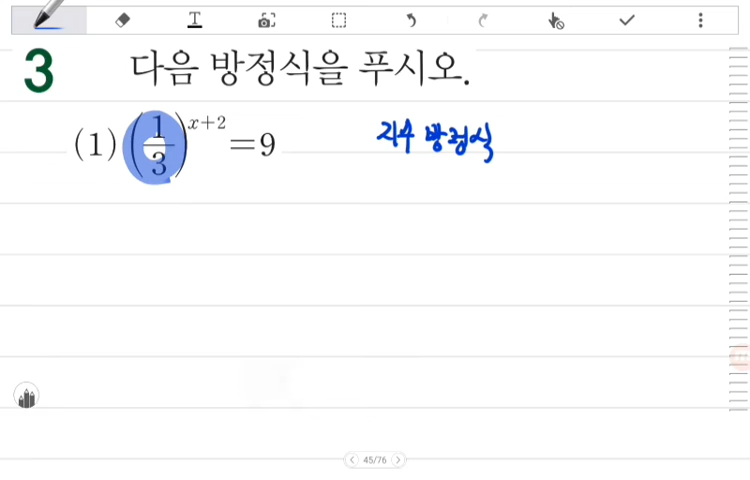 T
3 다음 방정식을 푸시오.
(1) (1/3)^{x+2} = 9 지수 방정식
45/76